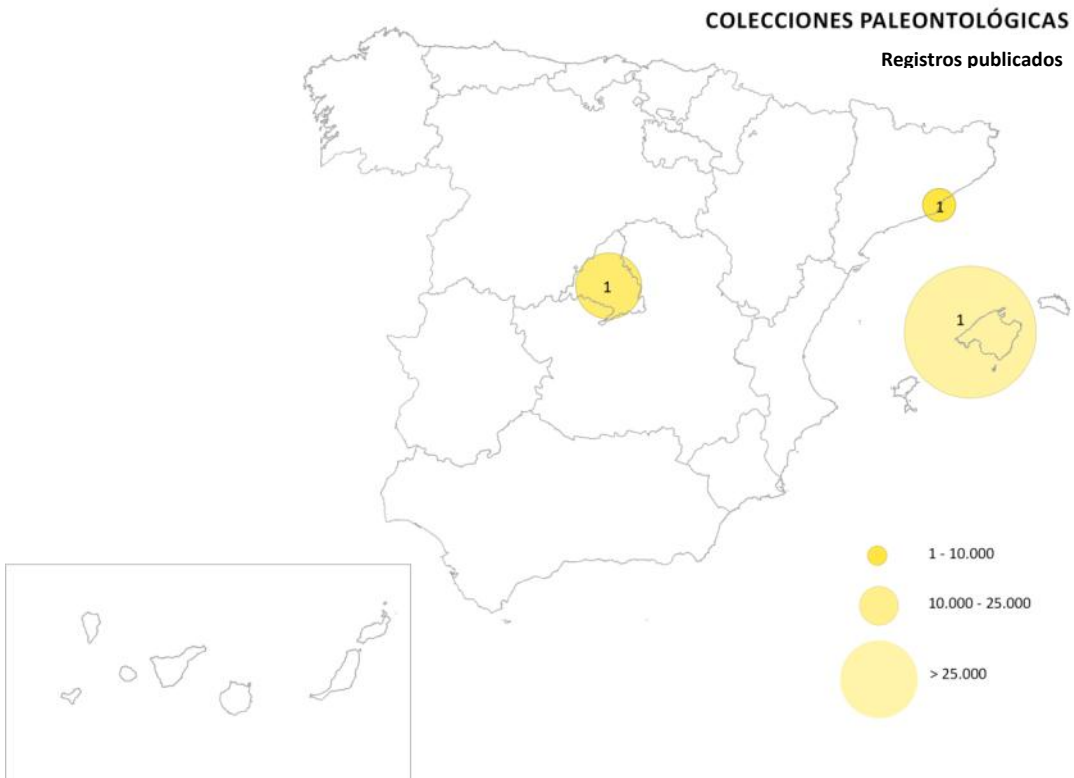 COLECCIONES PALEONTOLÓGICAS
Registros publicados
1
1
1
1 - 10.000
10.000 - 25.000
> 25.000